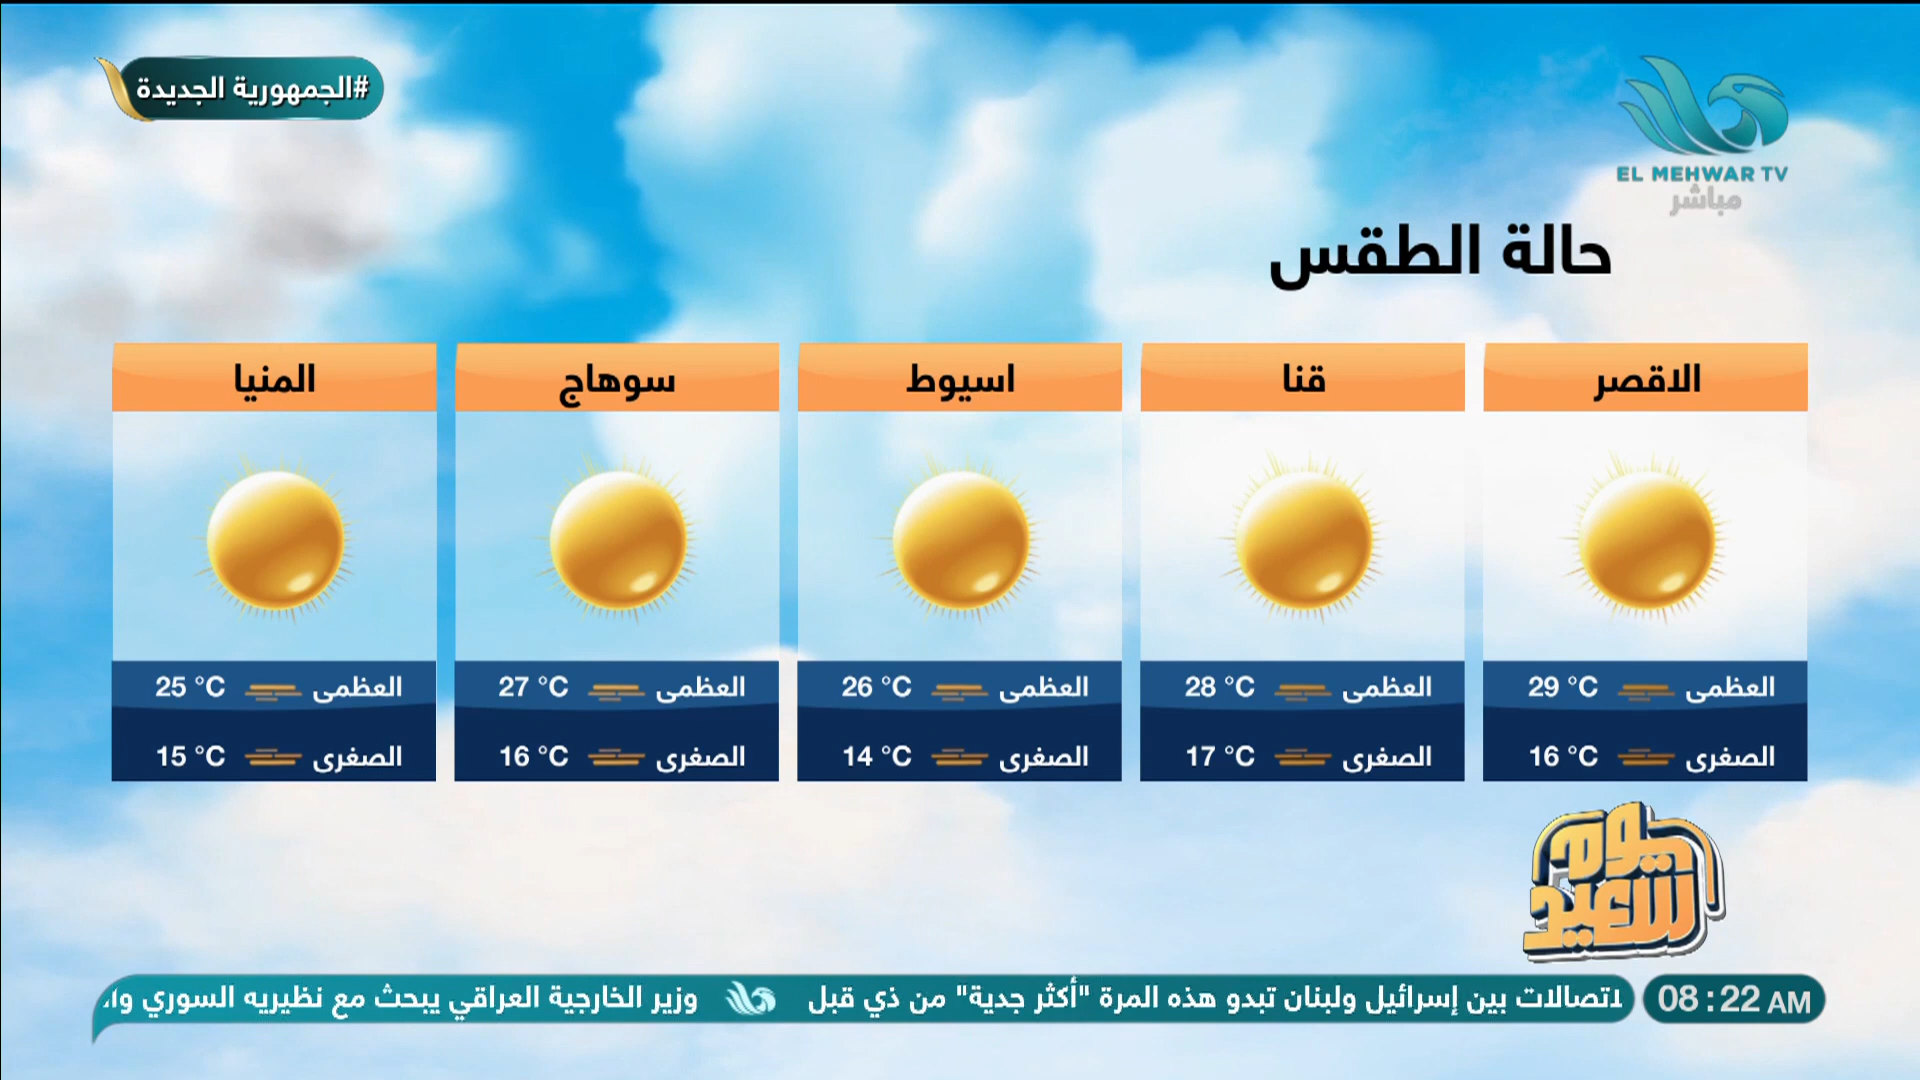 #الجمهورية الجديدة
EL MEHWAR TV
مباشر
حالة الطقس
الاقصر
العظمى 29 °C
الصغرى 16 °C
قنا
العظمى 28 °C
الصغرى 17 °C
اسيوط
العظمى 26 °C
الصغرى 14 °C
سوهاج
العظمى 27 °C
الصغرى 16 °C
المنيا
العظمى 25 °C
الصغرى 15 °C
يوم سعيد
08:22 AM
لاتصالات بين إسرائيل ولبنان تبدو هذه المرة "أكثر جدية" من ذي قبل
وزير الخارجية العراقي يبحث مع نظيريه السوري